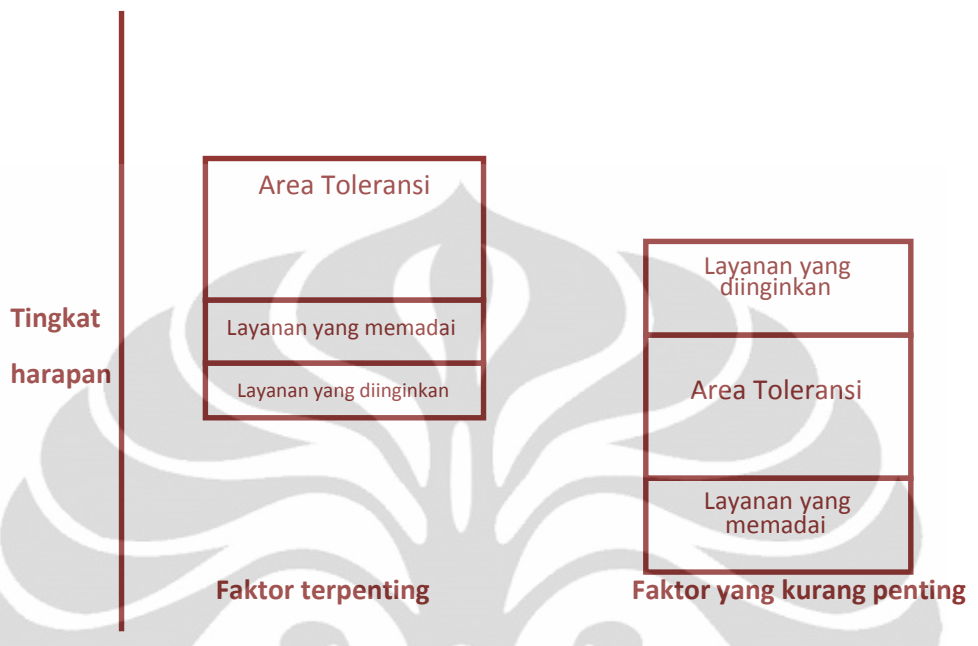 Area Toleransi
Layanan yang memadai
Layanan yang diinginkan
Layanan yang
diinginkan
Area Toleransi
Layanan yang
memadai
Tingkat
harapan
Faktor terpenting
Faktor yang kurang penting